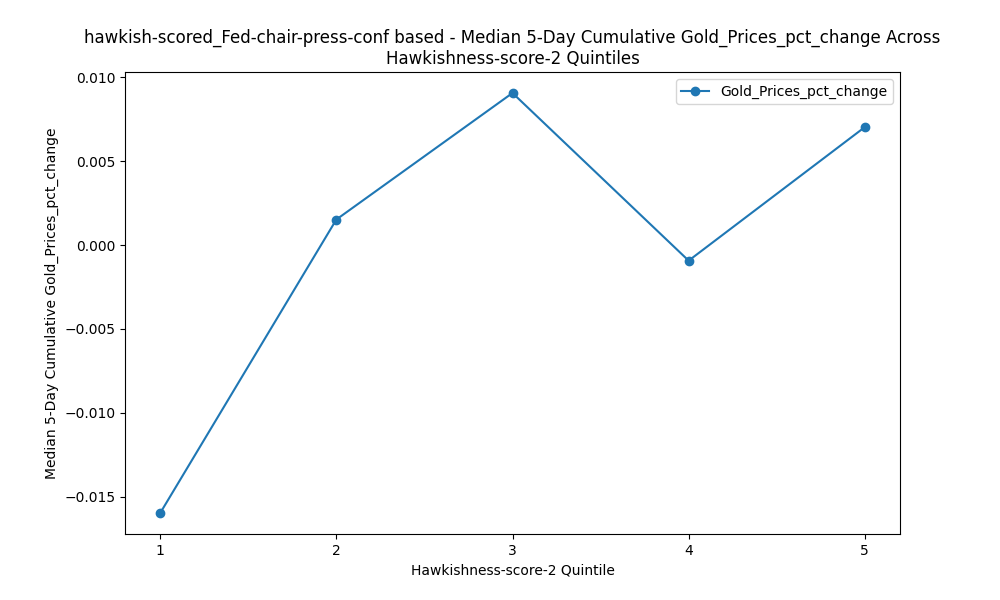 hawkish-scored_Fed-chair-press-conf based - Median 5-Day Cumulative Gold_Prices_pct_change Across
Hawkishness-score-2 Quintiles
Gold_Prices_pct_change
Median 5-Day Cumulative Gold_Prices_pct_change
0.010
0.005
0.000
−0.005
−0.010
−0.015
1
2
3
4
5
Hawkishness-score-2 Quintile